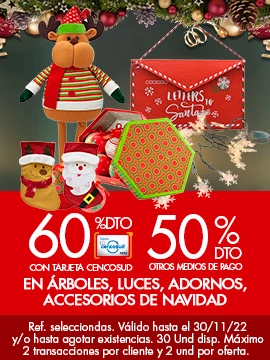 LETTERS
To
Santa
60 %DTO
cencosud
CON TARJETA CENCOSUD
50 %
DTO
OTROS MEDIOS DE PAGO
EN ÁRBOLES, LUCES, ADORNOS,
ACCESORIOS DE NAVIDAD
Ref. selecciondas. Válido hasta el 30/11/22
y/o hasta agotar existencias. 30 Und disp. Máximo
2 transacciones por cliente y 2 und por oferta.